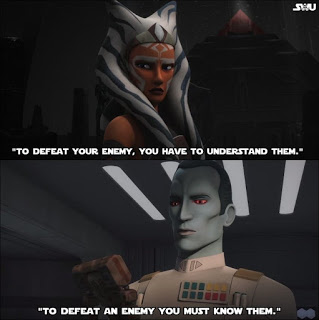 SWU
"TO DEFEAT YOUR ENEMY, YOU HAVE TO UNDERSTAND THEM."
"TO DEFEAT AN ENEMY YOU MUST KNOW THEM."